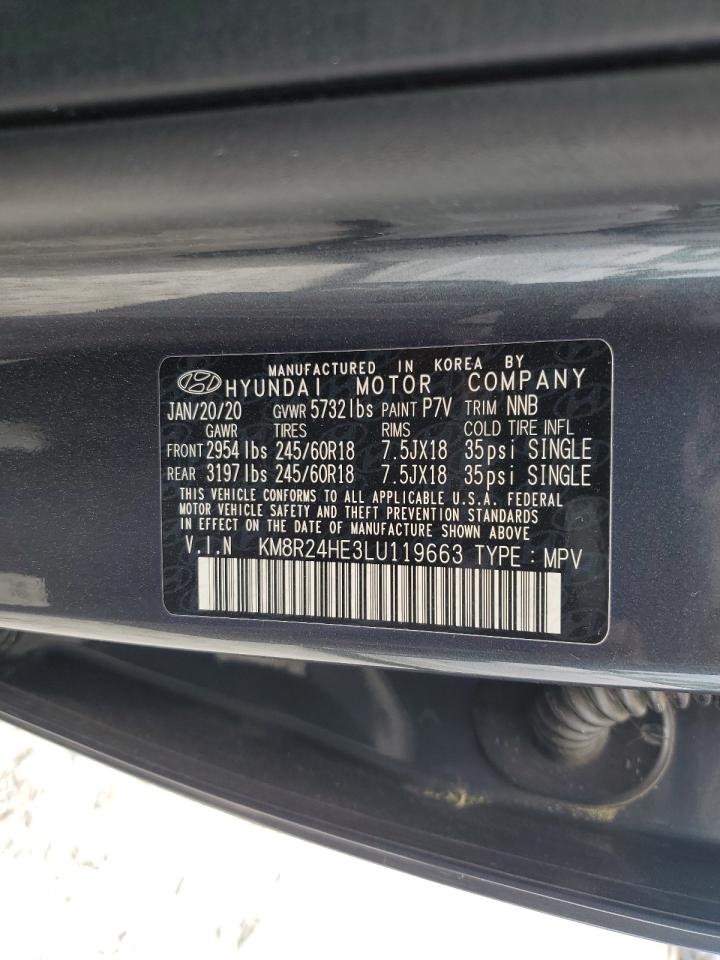 MANUFACTURED IN KOREA BY
HYUNDAI MOTOR COMPANY
JAN/20/20 GVWR 5732lbs PAINT P7V TRIM NNB
GAWR TIRES RIMS COLD TIRE INFL
FRONT 2954lbs 245/60R18 7.5JX18 35psi SINGLE
REAR 3197lbs 245/60R18 7.5JX18 35psi SINGLE
THIS VEHICLE CONFORMS TO ALL APPLICABLE U.S.A. FEDERAL
MOTOR VEHICLE SAFETY AND THEFT PREVENTION STANDARDS
IN EFFECT ON THE DATE OF MANUFACTURE SHOWN ABOVE
V.I.N KM8R24HE3LU119663 TYPE : MPV